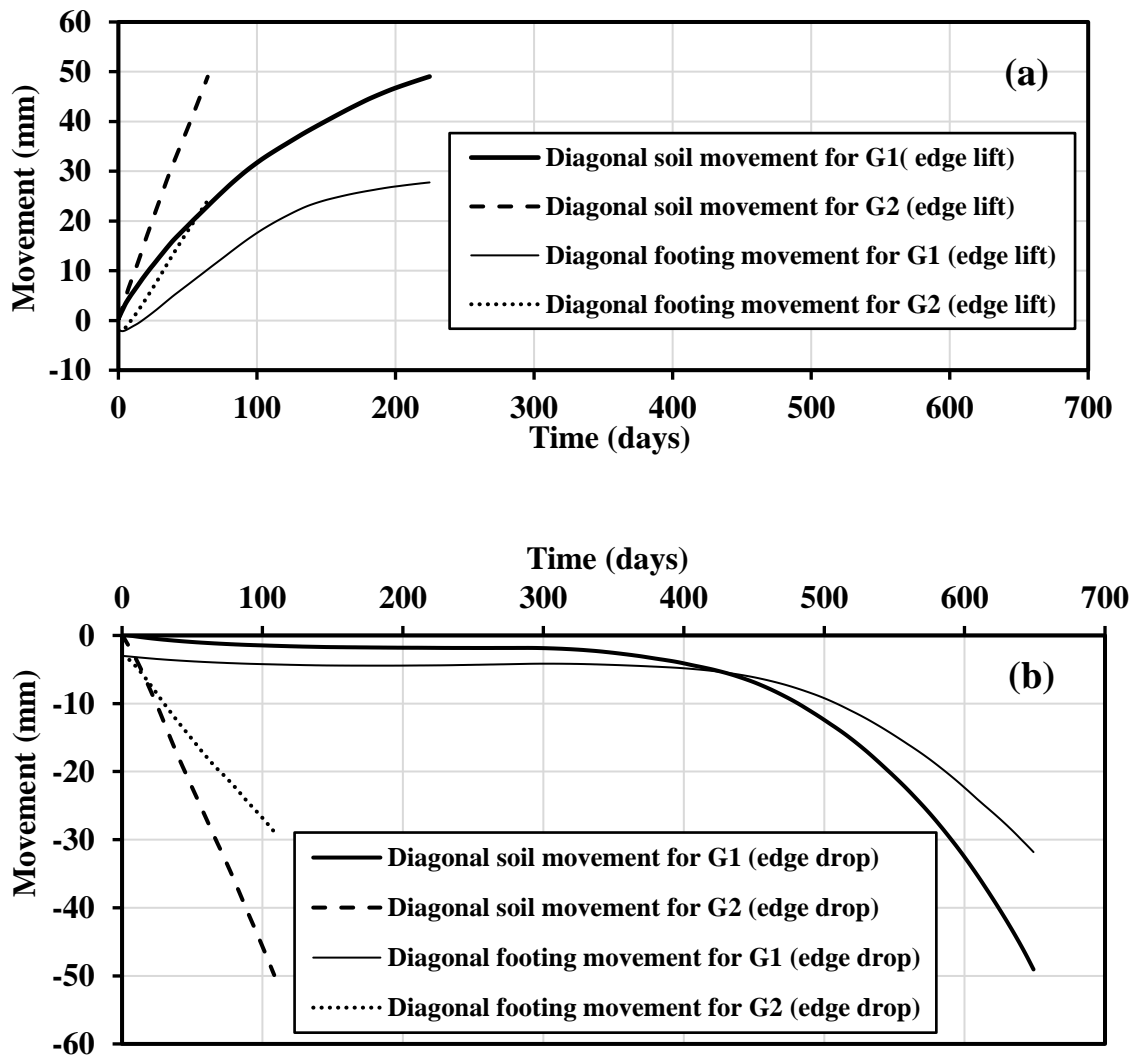 60
50
40
30
20
10
0
-10
Movement (mm)
(a)
Diagonal soil movement for G1( edge lift)
Diagonal soil movement for G2 (edge lift)
Diagonal footing movement for G1 (edge lift)
Diagonal footing movement for G2 (edge lift)
0 100 200 300 400 500 600 700
Time (days)
Time (days)
0 100 200 300 400 500 600 700
0
-10
-20
-30
-40
-50
-60
Movement (mm)
(b)
Diagonal soil movement for G1 (edge drop)
Diagonal soil movement for G2 (edge drop)
Diagonal footing movement for G1 (edge drop)
Diagonal footing movement for G2 (edge drop)